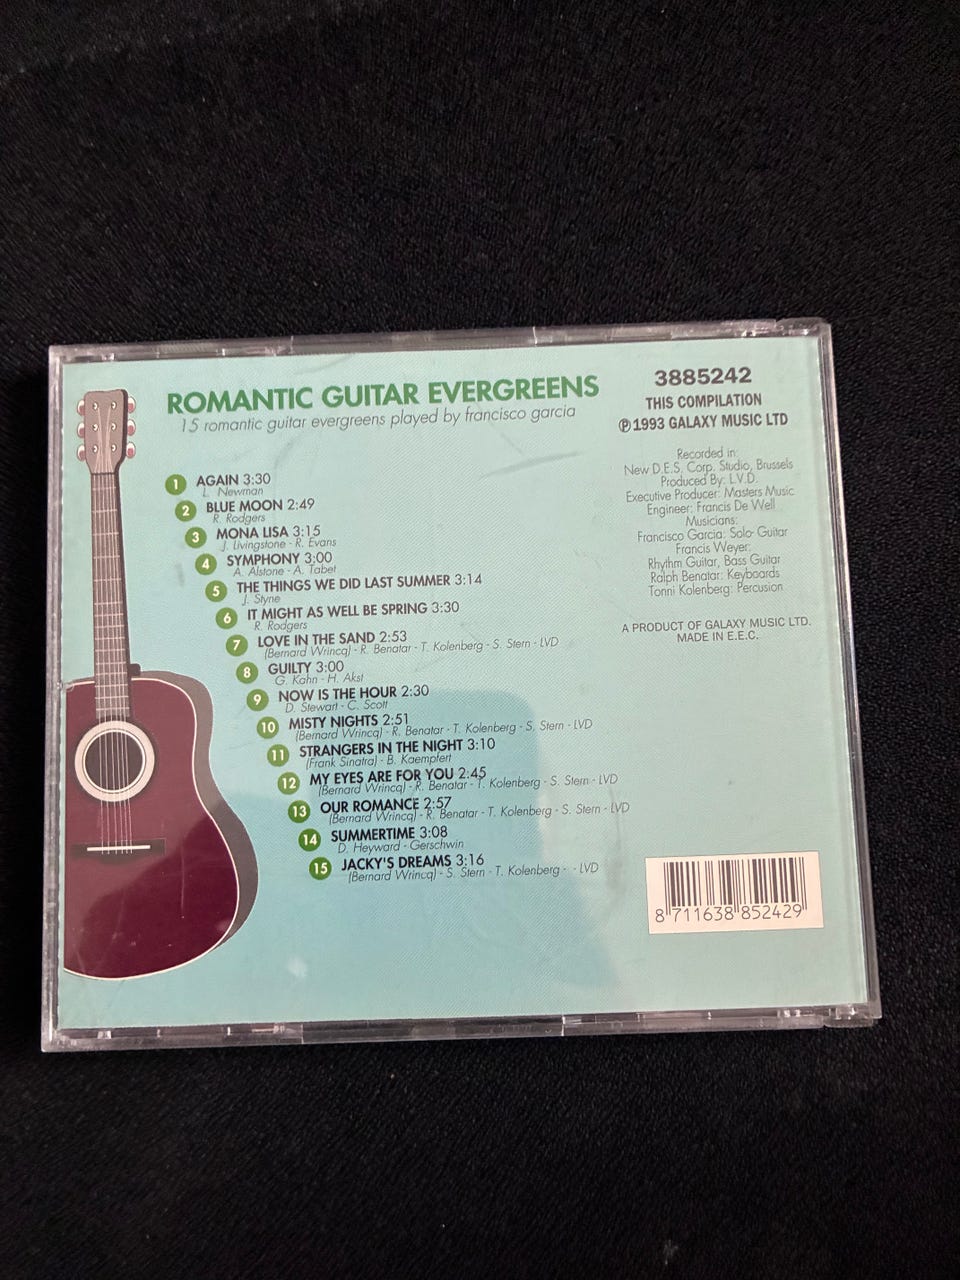 ROMANTIC GUITAR EVERGREENS
15 romantic guitar evergreens played by francisco garcia
1 AGAIN 3:30
L. Newman
2 BLUE MOON 2:49
R. Rodgers
3 MONA LISA 3:15
J. Livingstone - R. Evans
4 SYMPHONY 3:00
A. Alstone - A. Tabet
5 THE THINGS WE DID LAST SUMMER 3:14
J. Styne
6 IT MIGHT AS WELL BE SPRING 3:30
R. Rodgers
7 LOVE IN THE SAND 2:53
(Bernard Wrincq) - R. Benatar - T. Kolenberg - S. Stern - LVD
8 GUILTY 3:00
G. Kahn - H. Akst
9 NOW IS THE HOUR 2:30
D. Stewart - C. Scott
10 MISTY NIGHTS 2:51
(Bernard Wrincq) - R. Benatar - T. Kolenberg - S. Stern - LVD
11 STRANGERS IN THE NIGHT 3:10
(Frank Sinatra) - B. Kaempfert
12 MY EYES ARE FOR YOU 2:45
(Bernard Wrincq) - R. Benatar - T. Kolenberg - S. Stern - LVD
13 OUR ROMANCE 2:57
(Bernard Wrincq) - R. Benatar - T. Kolenberg - S. Stern - LVD
14 SUMMERTIME 3:08
D. Heyward - Gerschwin
15 JACKY'S DREAMS 3:16
(Bernard Wrincq) - S. Stern - T. Kolenberg - - LVD
3885242
THIS COMPILATION
℗1993 GALAXY MUSIC LTD
Recorded in:
New D.E.S. Corp. Studio, Brussels
Produced By: L.V.D.
Executive Producer: Masters Music
Engineer: Francis De Well
Musicians:
Francisco Garcia: Solo- Guitar
Francis Weyer:
Rhythm Guitar, Bass Guitar
Ralph Benatar: Keyboards
Tonni Kolenberg: Percusion
A PRODUCT OF GALAXY MUSIC LTD.
MADE IN E.E.C.
8 711638 852429